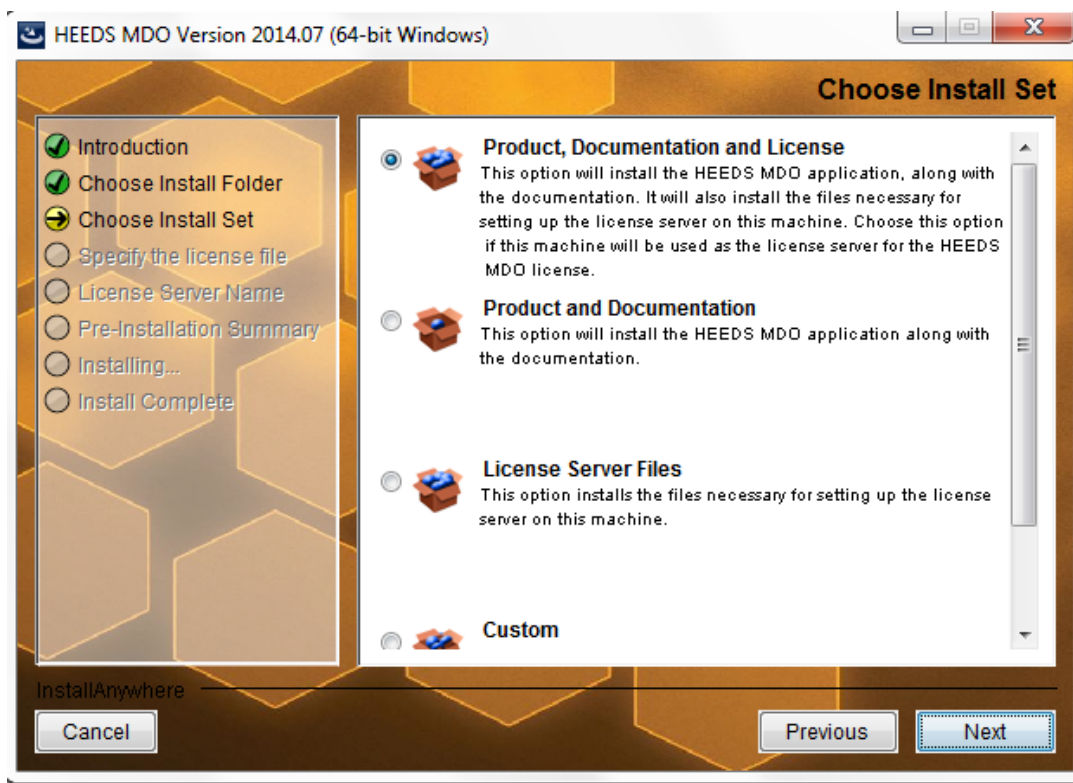 HEEDS MDO Version 2014.07 (64-bit Windows)
Choose Install Set
Introduction
Choose Install Folder
Choose Install Set
Specify the license file
License Server Name
Pre-Installation Summary
Installing...
Install Complete
Product, Documentation and License
This option will install the HEEDS MDO application, along with
the documentation. It will also install the files necessary for
setting up the license server on this machine. Choose this option
if this machine will be used as the license server for the HEEDS
MDO license.
Product and Documentation
This option will install the HEEDS MDO application along with
the documentation.
License Server Files
This option installs the files necessary for setting up the license
server on this machine.
Custom
InstallAnywhere
Cancel
Previous
Next